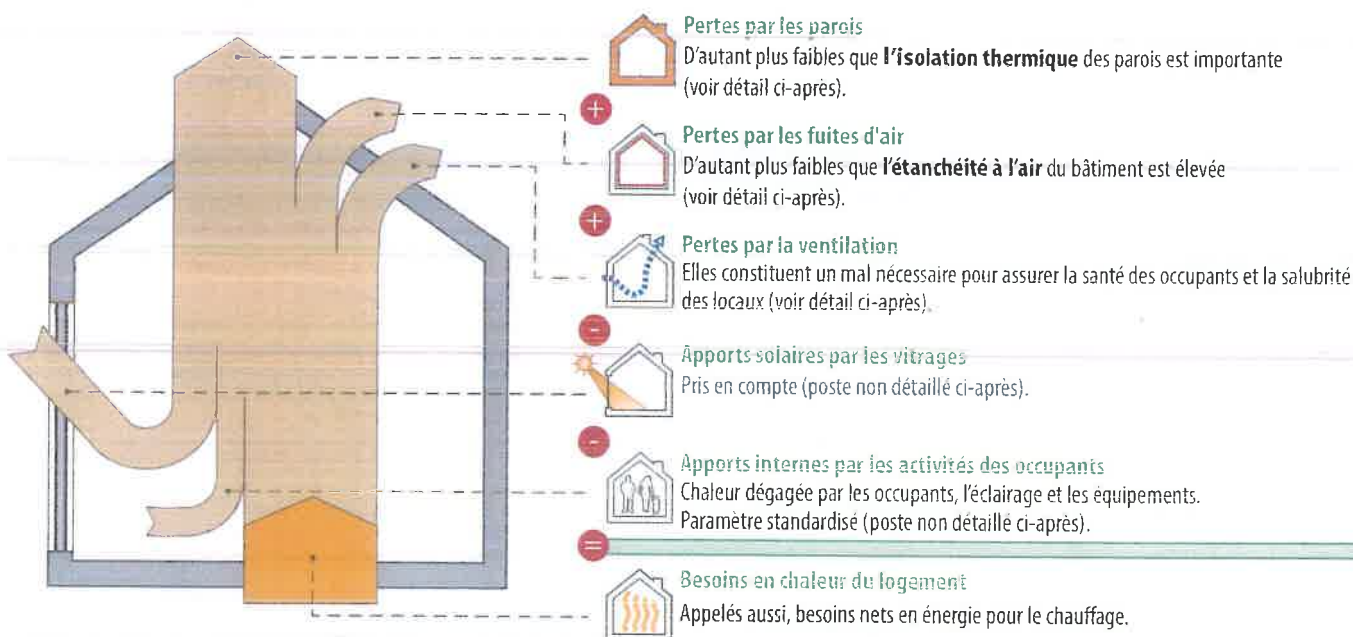 Pertes par les parois
D'autant plus faibles que l'isolation thermique des parois est importante
(voir détail ci-après).
+
Pertes par les fuites d'air
D'autant plus faibles que l'étanchéité à l'air du bâtiment est élevée
(voir détail ci-après).
+
Pertes par la ventilation
Elles constituent un mal nécessaire pour assurer la santé des occupants et la salubrité
des locaux (voir détail ci-après).
-
Apports solaires par les vitrages
Pris en compte (poste non détaillé ci-après).
-
Apports internes par les activités des occupants
Chaleur dégagée par les occupants, l'éclairage et les équipements.
Paramètre standardisé (poste non détaillé ci-après).
=
Besoins en chaleur du logement
Appelés aussi, besoins nets en énergie pour le chauffage.